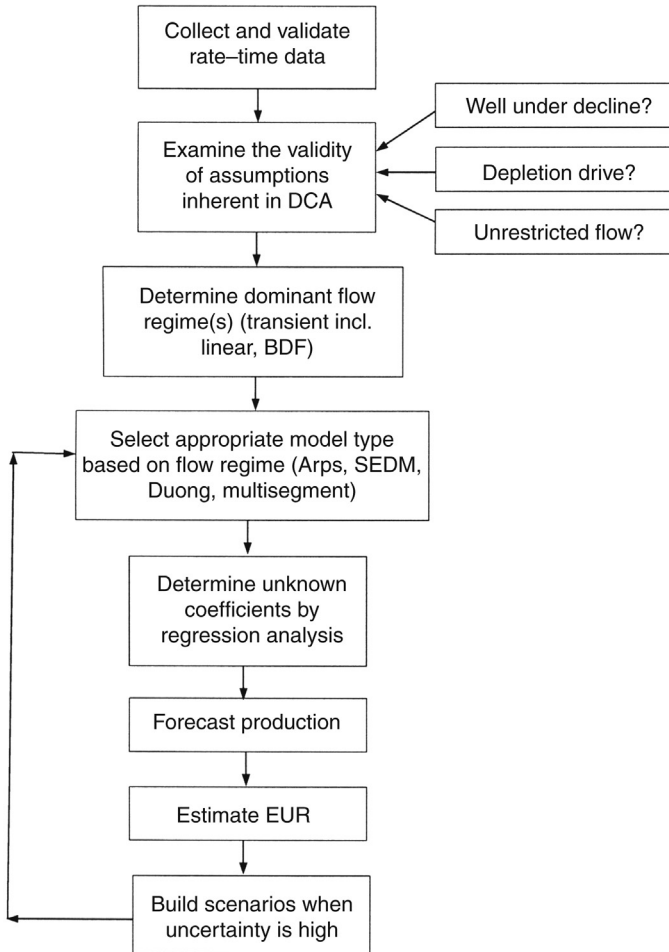 Collect and validate
rate–time data
Well under decline?
Examine the validity
of assumptions
inherent in DCA
Depletion drive?
Unrestricted flow?
Determine dominant flow
regime(s) (transient incl.
linear, BDF)
Select appropriate model type
based on flow regime (Arps, SEDM,
Duong, multisegment)
Determine unknown
coefficients by
regression analysis
Forecast production
Estimate EUR
Build scenarios when
uncertainty is high